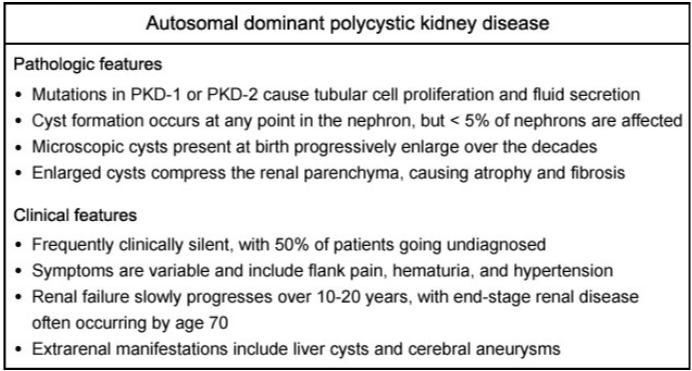 Autosomal dominant polycystic kidney disease
Pathologic features
• Mutations in PKD-1 or PKD-2 cause tubular cell proliferation and fluid secretion
• Cyst formation occurs at any point in the nephron, but < 5% of nephrons are affected
• Microscopic cysts present at birth progressively enlarge over the decades
• Enlarged cysts compress the renal parenchyma, causing atrophy and fibrosis
Clinical features
• Frequently clinically silent, with 50% of patients going undiagnosed
• Symptoms are variable and include flank pain, hematuria, and hypertension
• Renal failure slowly progresses over 10-20 years, with end-stage renal disease
often occurring by age 70
• Extrarenal manifestations include liver cysts and cerebral aneurysms